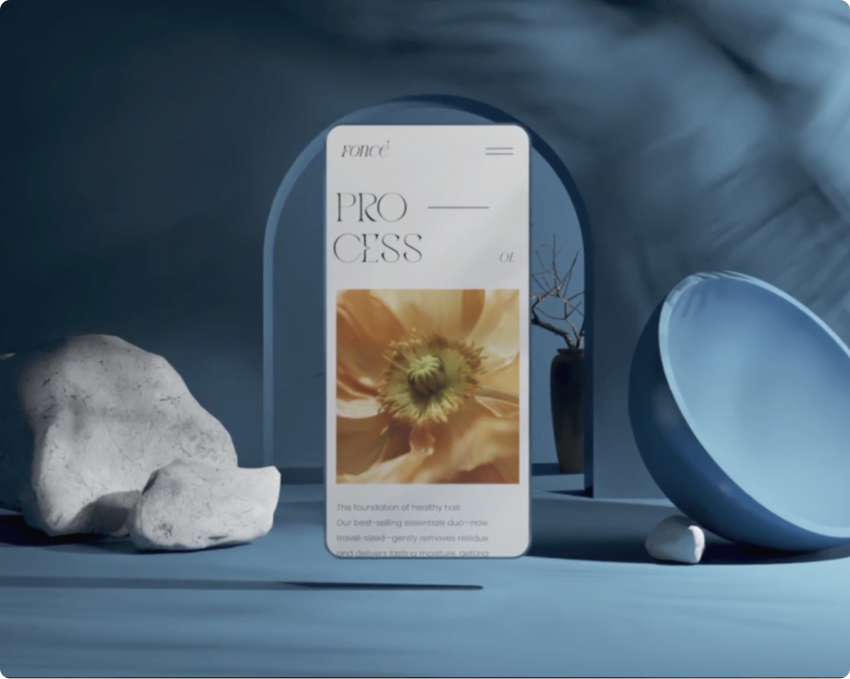 Foncé
PRO
CESS
01.
The foundation of healthy hair
Our best-selling essentials duo—now
travel-sized—gently removes residue
and delivers lasting moisture, getting